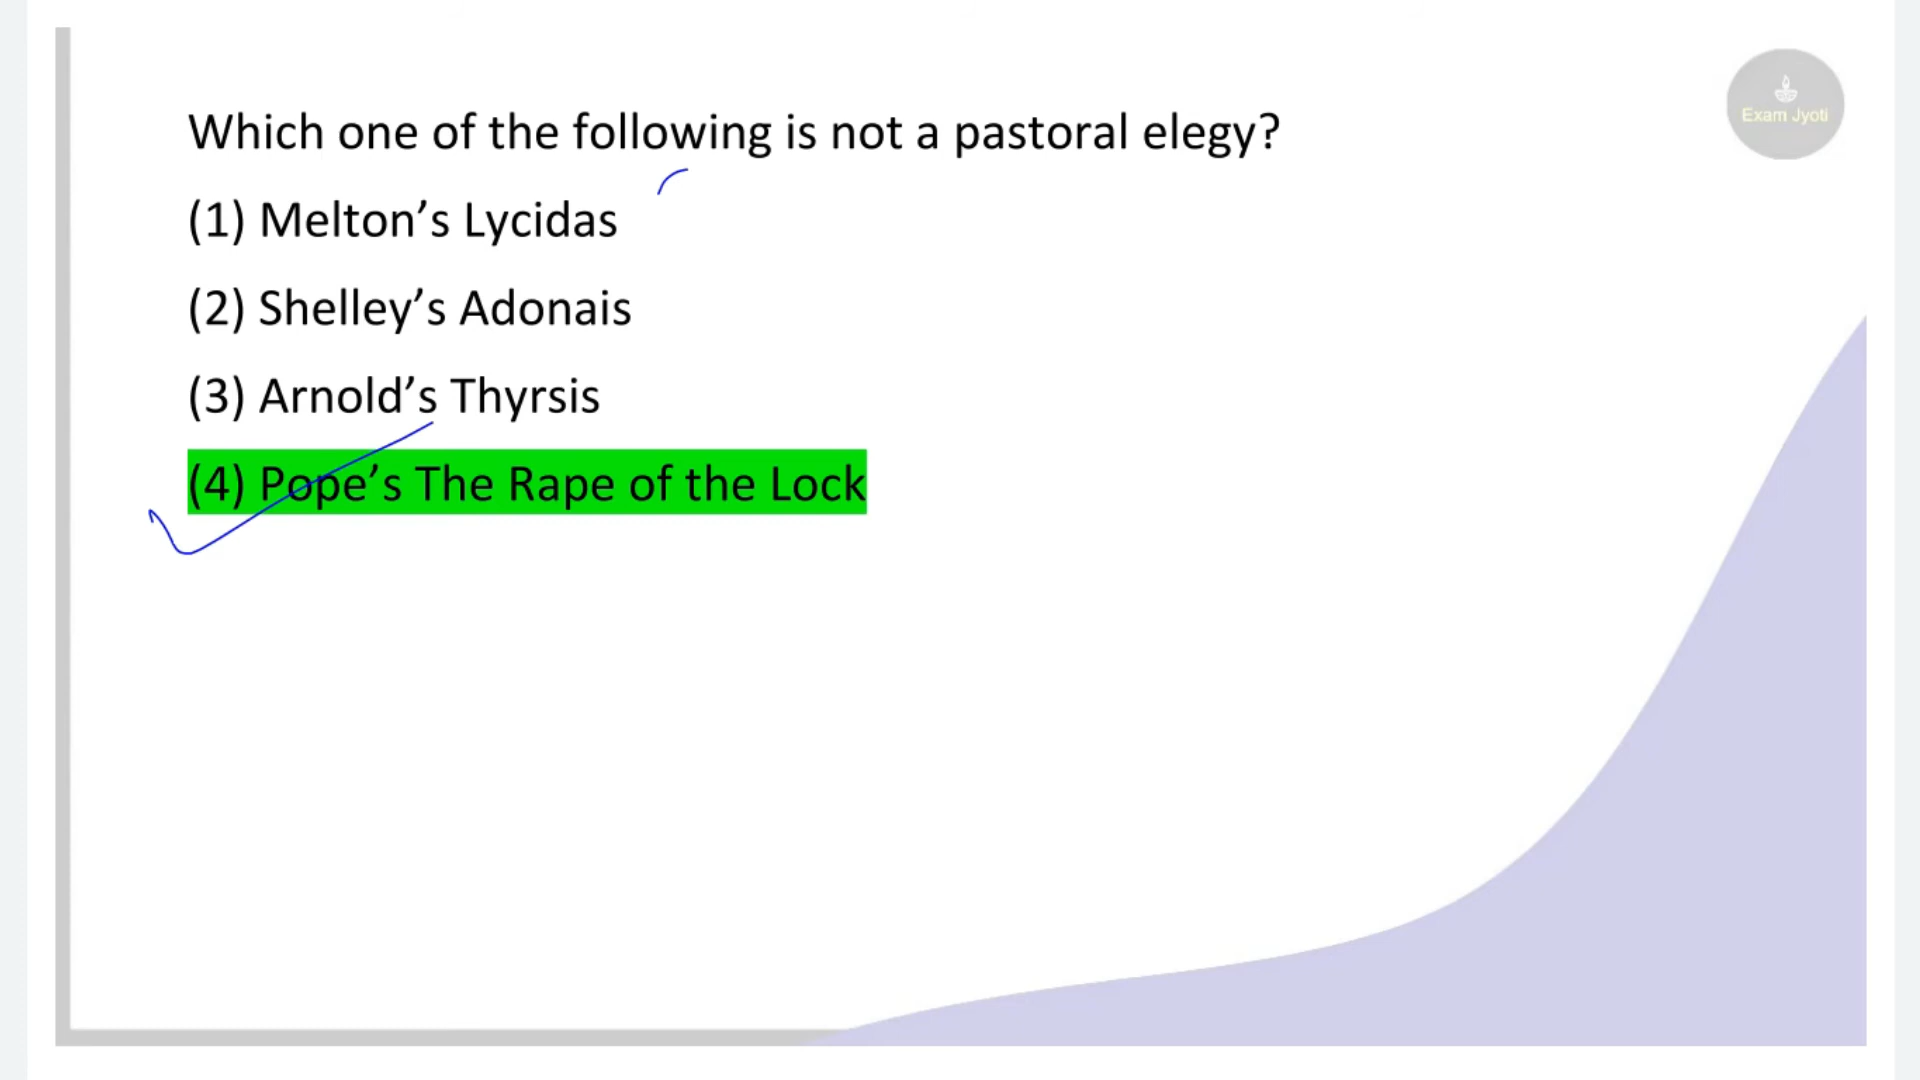 Exam Jyoti
Which one of the following is not a pastoral elegy?
(1) Melton’s Lycidas
(2) Shelley’s Adonais
(3) Arnold’s Thyrsis
(4) Pope’s The Rape of the Lock